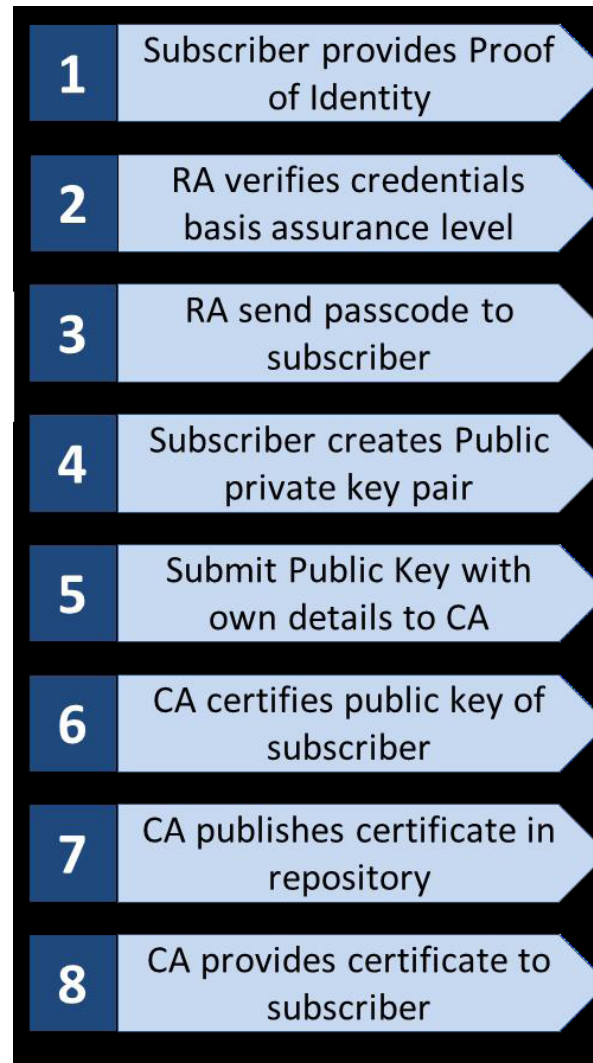 1
Subscriber provides Proof
of Identity
2
RA verifies credentials
basis assurance level
3
RA send passcode to
subscriber
4
Subscriber creates Public
private key pair
5
Submit Public Key with
own details to CA
6
CA certifies public key of
subscriber
7
CA publishes certificate in
repository
8
CA provides certificate to
subscriber